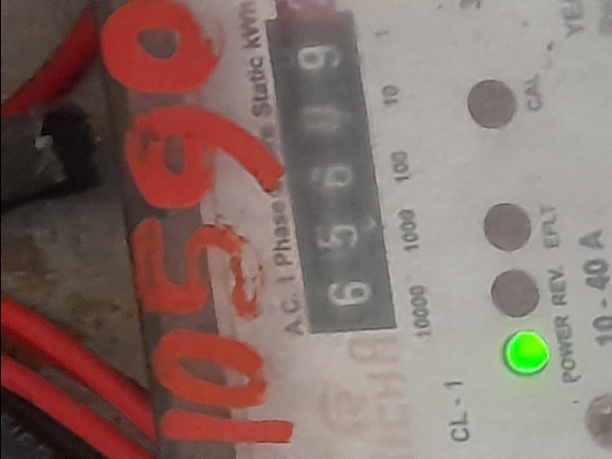 10590
A.C. 1 Phase Static kWh
65609
10000 1000 100 10 1
POWER REV. EFLT CAL
CL - 1
10 - 40 A